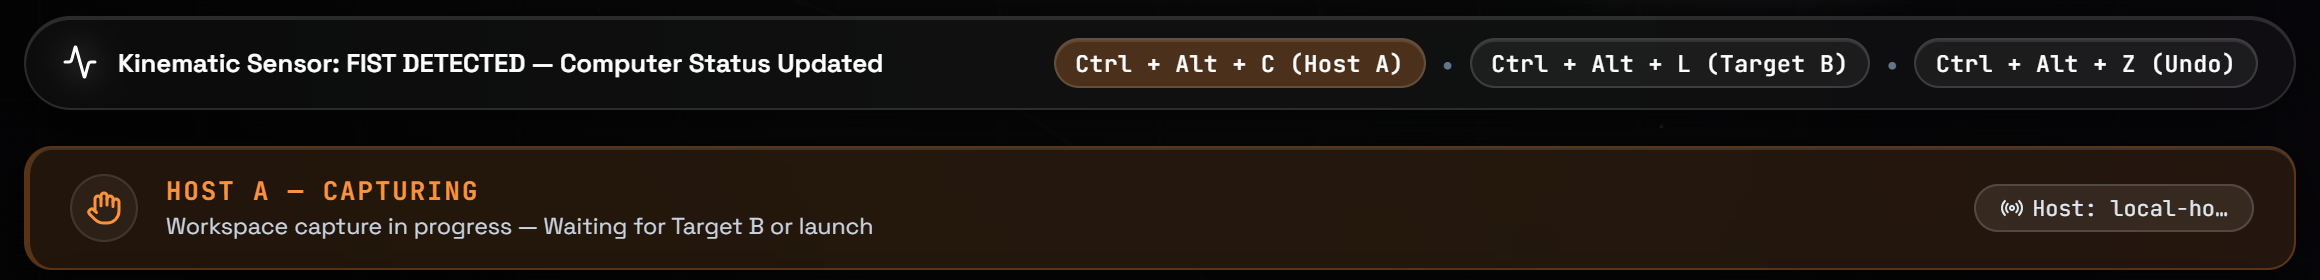 Kinematic Sensor: FIST DETECTED — Computer Status Updated
Ctrl + Alt + C (Host A) • Ctrl + Alt + L (Target B) • Ctrl + Alt + Z (Undo)
HOST A — CAPTURING
Workspace capture in progress — Waiting for Target B or launch
Host: local-ho…